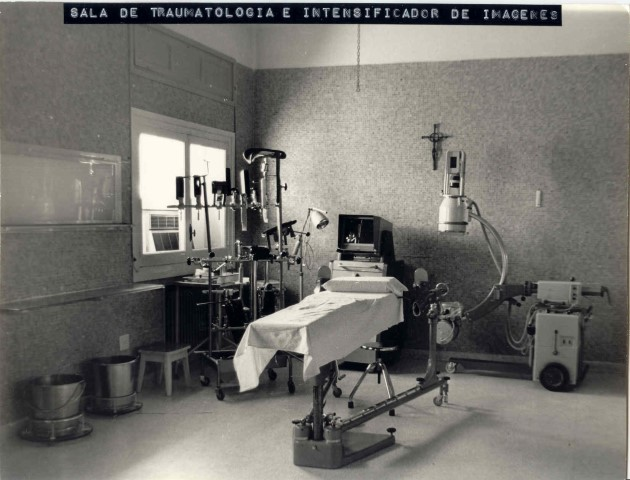 SALA DE TRAUMATOLOGIA E INTENSIFICADOR DE IMAGENES